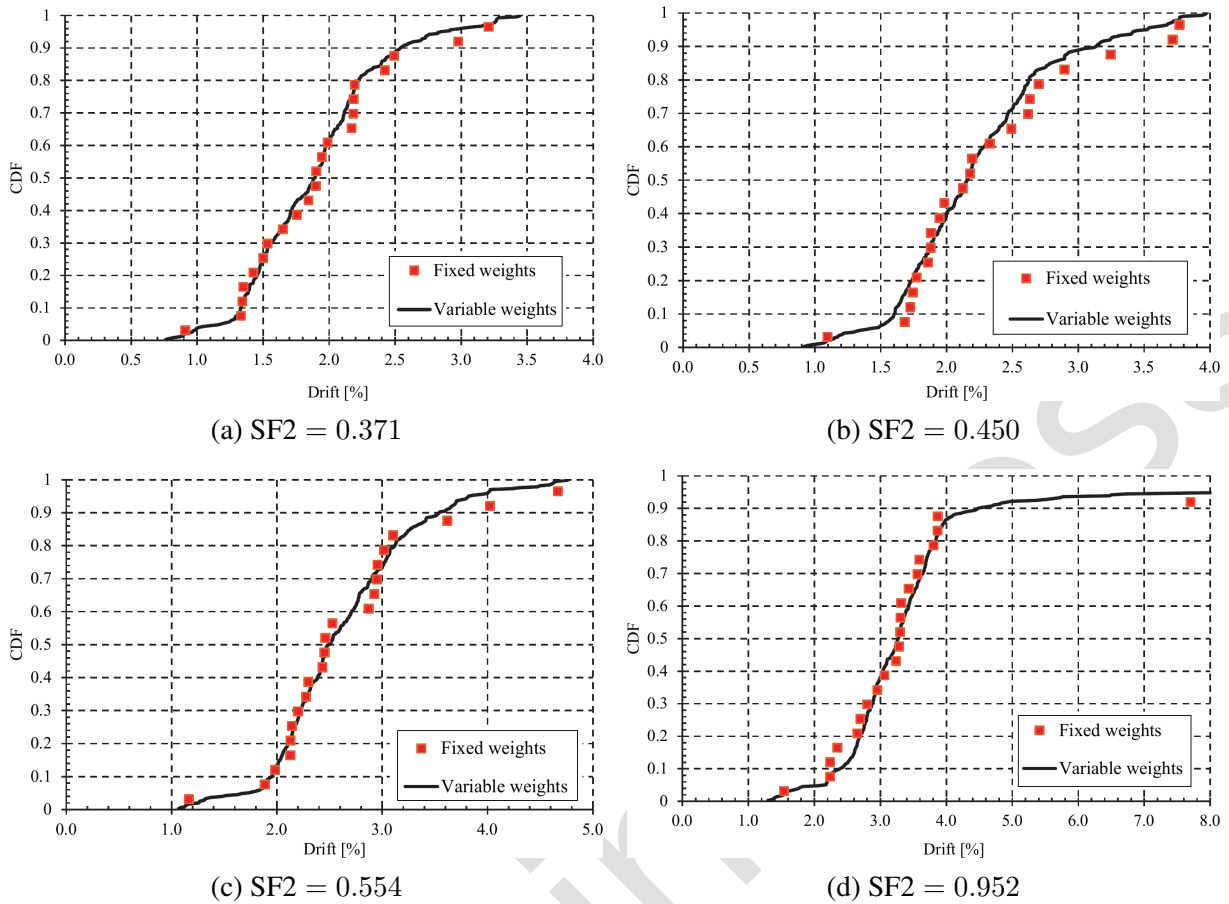 1
0.9
0.8
0.7
0.6
0.5
0.4
0.3
0.2
0.1
0
CDF
Fixed weights
Variable weights
0.0 0.5 1.0 1.5 2.0 2.5 3.0 3.5 4.0
Drift [%]
(a) SF2 = 0.371
1
0.9
0.8
0.7
0.6
0.5
0.4
0.3
0.2
0.1
0
CDF
Fixed weights
Variable weights
0.0 0.5 1.0 1.5 2.0 2.5 3.0 3.5 4.0
Drift [%]
(b) SF2 = 0.450
1
0.9
0.8
0.7
0.6
0.5
0.4
0.3
0.2
0.1
0
CDF
Fixed weights
Variable weights
0.0 1.0 2.0 3.0 4.0 5.0
Drift [%]
(c) SF2 = 0.554
1
0.9
0.8
0.7
0.6
0.5
0.4
0.3
0.2
0.1
0
CDF
Fixed weights
Variable weights
0.0 1.0 2.0 3.0 4.0 5.0 6.0 7.0 8.0
Drift [%]
(d) SF2 = 0.952